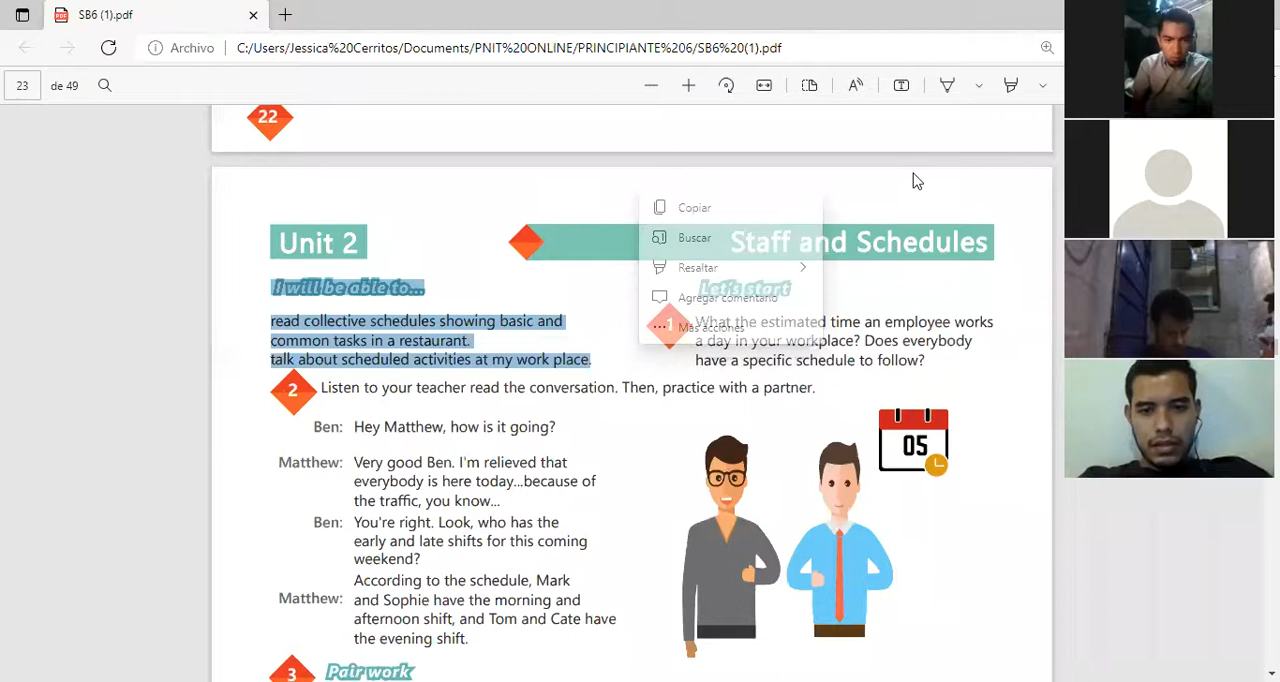 SB6 (1).pdf
Archivo
C:/Users/Jessica%20Cerritos/Documents/PNIT%20ONLINE/PRINCIPIANTE%206/SB6%20(1).pdf
23
de 49
22
Unit 2
Staff and Schedules
I will be able to...
read collective schedules showing basic and
common tasks in a restaurant.
talk about scheduled activities at my work place.
Copiar
Buscar
Resaltar
Agregar comentario
Más acciones
Let's start
1
What the estimated time an employee works
a day in your workplace? Does everybody
have a specific schedule to follow?
2
Listen to your teacher read the conversation. Then, practice with a partner.
Ben: Hey Matthew, how is it going?
Matthew: Very good Ben. I'm relieved that
everybody is here today...because of
the traffic, you know...
Ben: You're right. Look, who has the
early and late shifts for this coming
weekend?
According to the schedule, Mark
Matthew: and Sophie have the morning and
afternoon shift, and Tom and Cate have
the evening shift.
05
3
Pair work